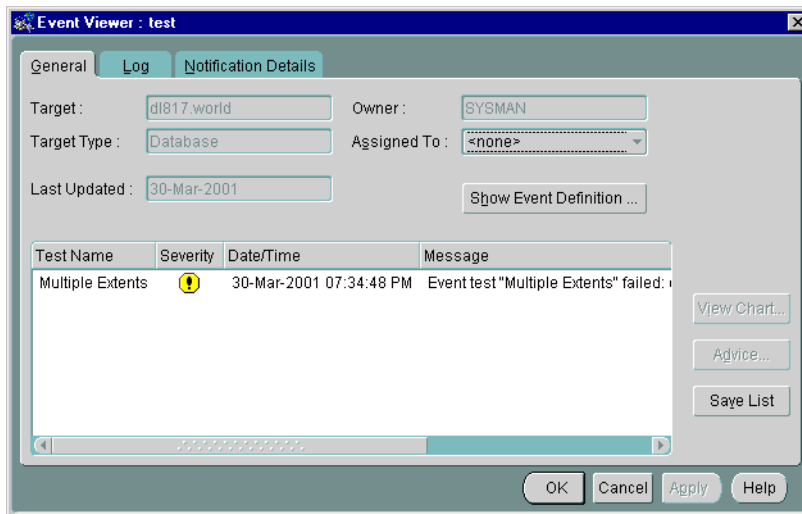 Event Viewer : test
General Log Notification Details
Target : dl817.world Owner : SYSMAN
Target Type : Database Assigned To : <none>
Last Updated : 30-Mar-2001 Show Event Definition ...
Test Name Severity Date/Time Message
Multiple Extents 30-Mar-2001 07:34:48 PM Event test "Multiple Extents" failed:
View Chart...
Advice...
Save List
OK Cancel Apply Help